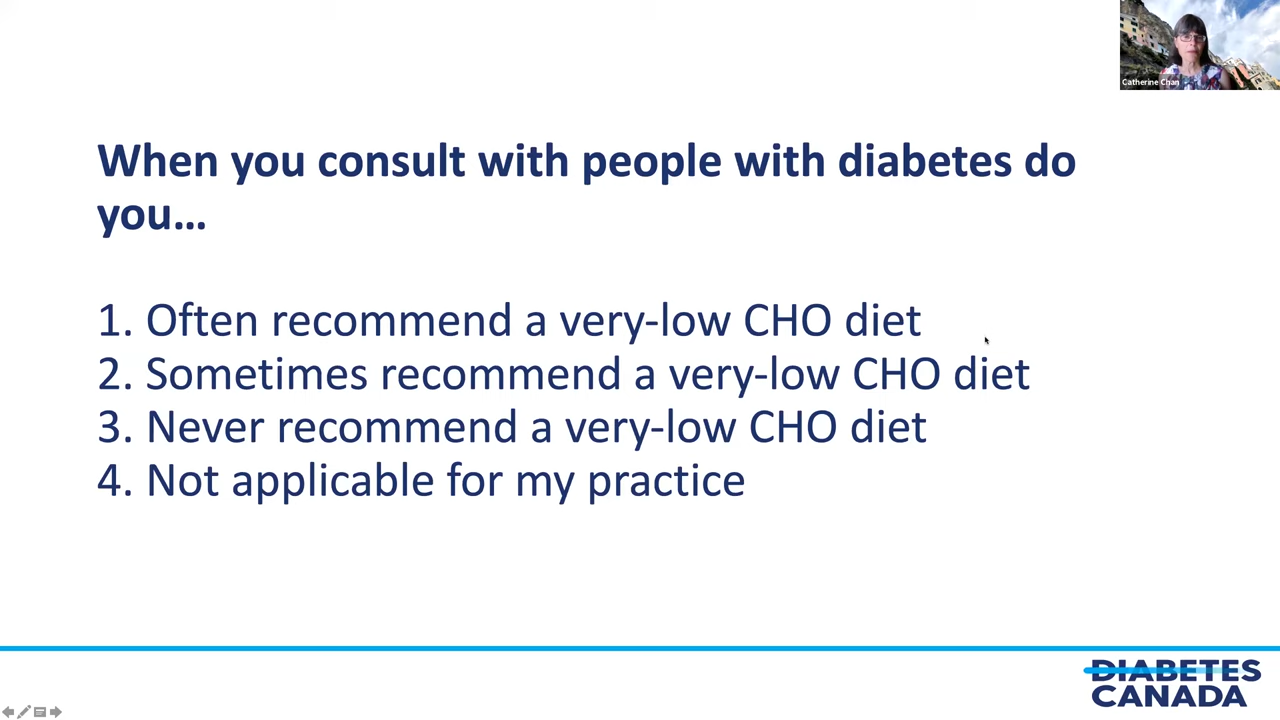 Catherine Chan
When you consult with people with diabetes do
you...
1. Often recommend a very-low CHO diet
2. Sometimes recommend a very-low CHO diet
3. Never recommend a very-low CHO diet
4. Not applicable for my practice
DIABETES
CANADA